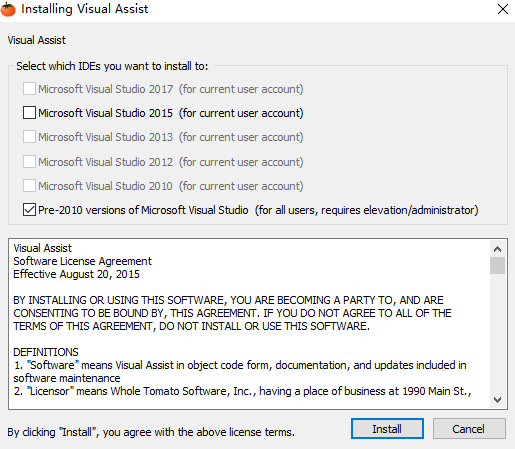 Installing Visual Assist
Visual Assist
Select which IDEs you want to install to:
Microsoft Visual Studio 2017 (for current user account)
Microsoft Visual Studio 2015 (for current user account)
Microsoft Visual Studio 2013 (for current user account)
Microsoft Visual Studio 2012 (for current user account)
Microsoft Visual Studio 2010 (for current user account)
Pre-2010 versions of Microsoft Visual Studio (for all users, requires elevation/administrator)
Visual Assist
Software License Agreement
Effective August 20, 2015
BY INSTALLING OR USING THIS SOFTWARE, YOU ARE BECOMING A PARTY TO, AND ARE
CONSENTING TO BE BOUND BY, THIS AGREEMENT. IF YOU DO NOT AGREE TO ALL OF THE
TERMS OF THIS AGREEMENT, DO NOT INSTALL OR USE THIS SOFTWARE.
DEFINITIONS
1. "Software" means Visual Assist in object code form, documentation, and updates included in
software maintenance
2. "Licensor" means Whole Tomato Software, Inc., having a place of business at 1990 Main St.,
By clicking "Install", you agree with the above license terms.
Install
Cancel